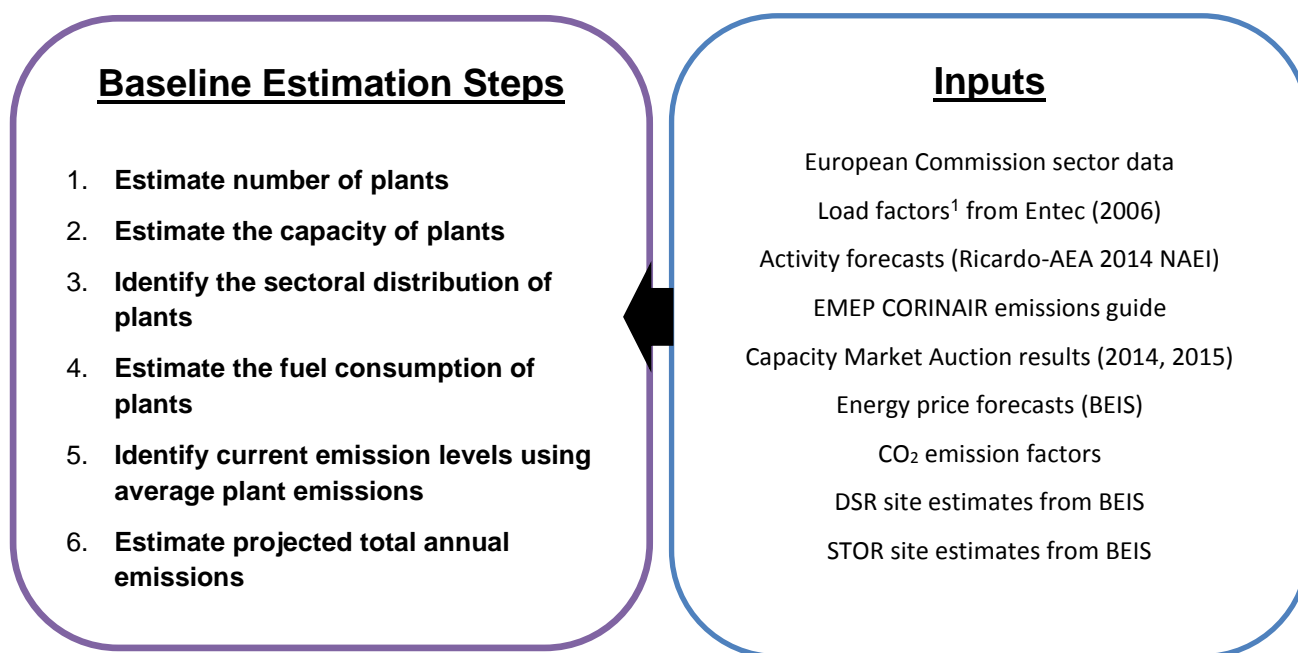 Baseline Estimation Steps
1. Estimate number of plants
2. Estimate the capacity of plants
3. Identify the sectoral distribution of
plants
4. Estimate the fuel consumption of
plants
5. Identify current emission levels using
average plant emissions
6. Estimate projected total annual
emissions
Inputs
European Commission sector data
Load factors¹ from Entec (2006)
Activity forecasts (Ricardo-AEA 2014 NAEI)
EMEP CORINAIR emissions guide
Capacity Market Auction results (2014, 2015)
Energy price forecasts (BEIS)
CO₂ emission factors
DSR site estimates from BEIS
STOR site estimates from BEIS